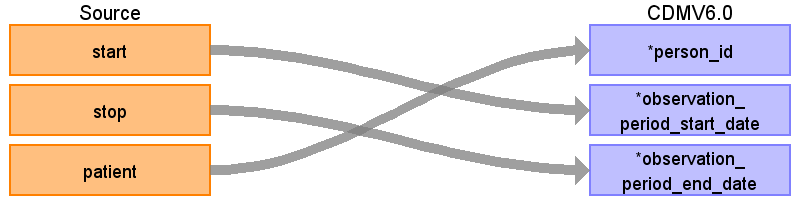 Source
CDMV6.0
start
*person_id
stop
*observation_
period_start_date
patient
*observation_
period_end_date